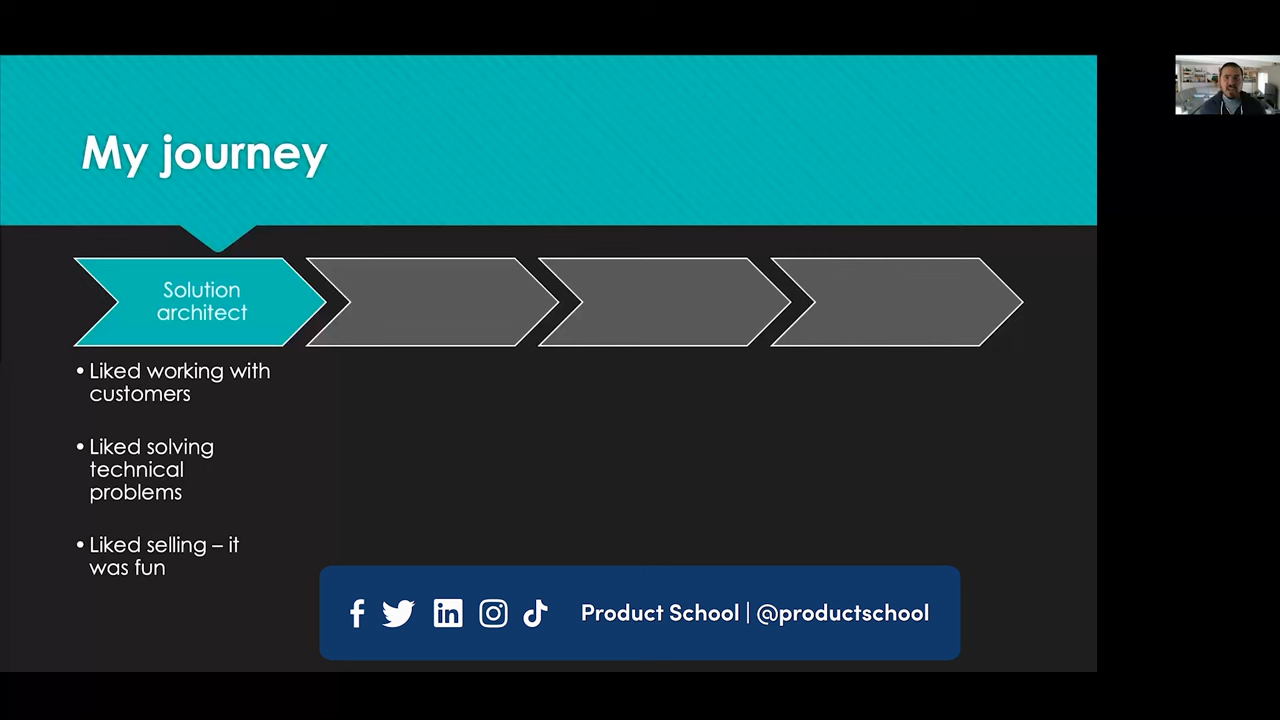 My journey
Solution
architect
• Liked working with
customers
• Liked solving
technical
problems
• Liked selling – it
was fun
Product School | @productschool